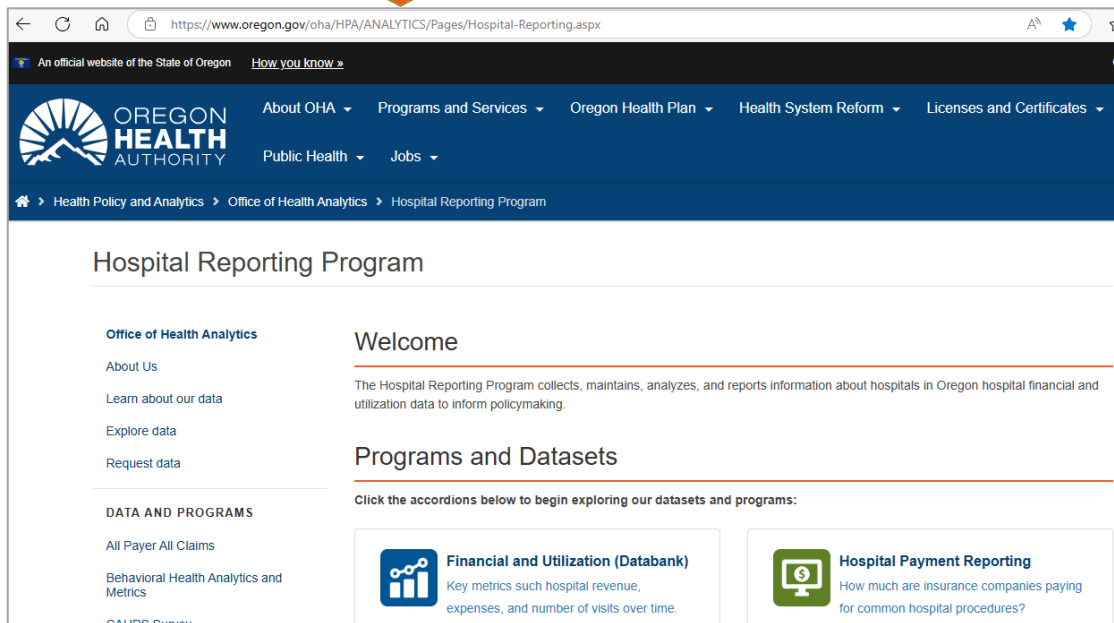 https://www.oregon.gov/oha/HPA/ANALYTICS/Pages/Hospital-Reporting.aspx
An official website of the State of Oregon How you know »
OREGON
HEALTH
AUTHORITY
About OHA Programs and Services Oregon Health Plan Health System Reform Licenses and Certificates
Public Health Jobs
Health Policy and Analytics > Office of Health Analytics > Hospital Reporting Program
Hospital Reporting Program
Office of Health Analytics
About Us
Learn about our data
Explore data
Request data
DATA AND PROGRAMS
All Payer All Claims
Behavioral Health Analytics and
Metrics
Welcome
The Hospital Reporting Program collects, maintains, analyzes, and reports information about hospitals in Oregon hospital financial and
utilization data to inform policymaking.
Programs and Datasets
Click the accordions below to begin exploring our datasets and programs:
Financial and Utilization (Databank)
Key metrics such hospital revenue,
expenses, and number of visits over time.
Hospital Payment Reporting
How much are insurance companies paying
for common hospital procedures?